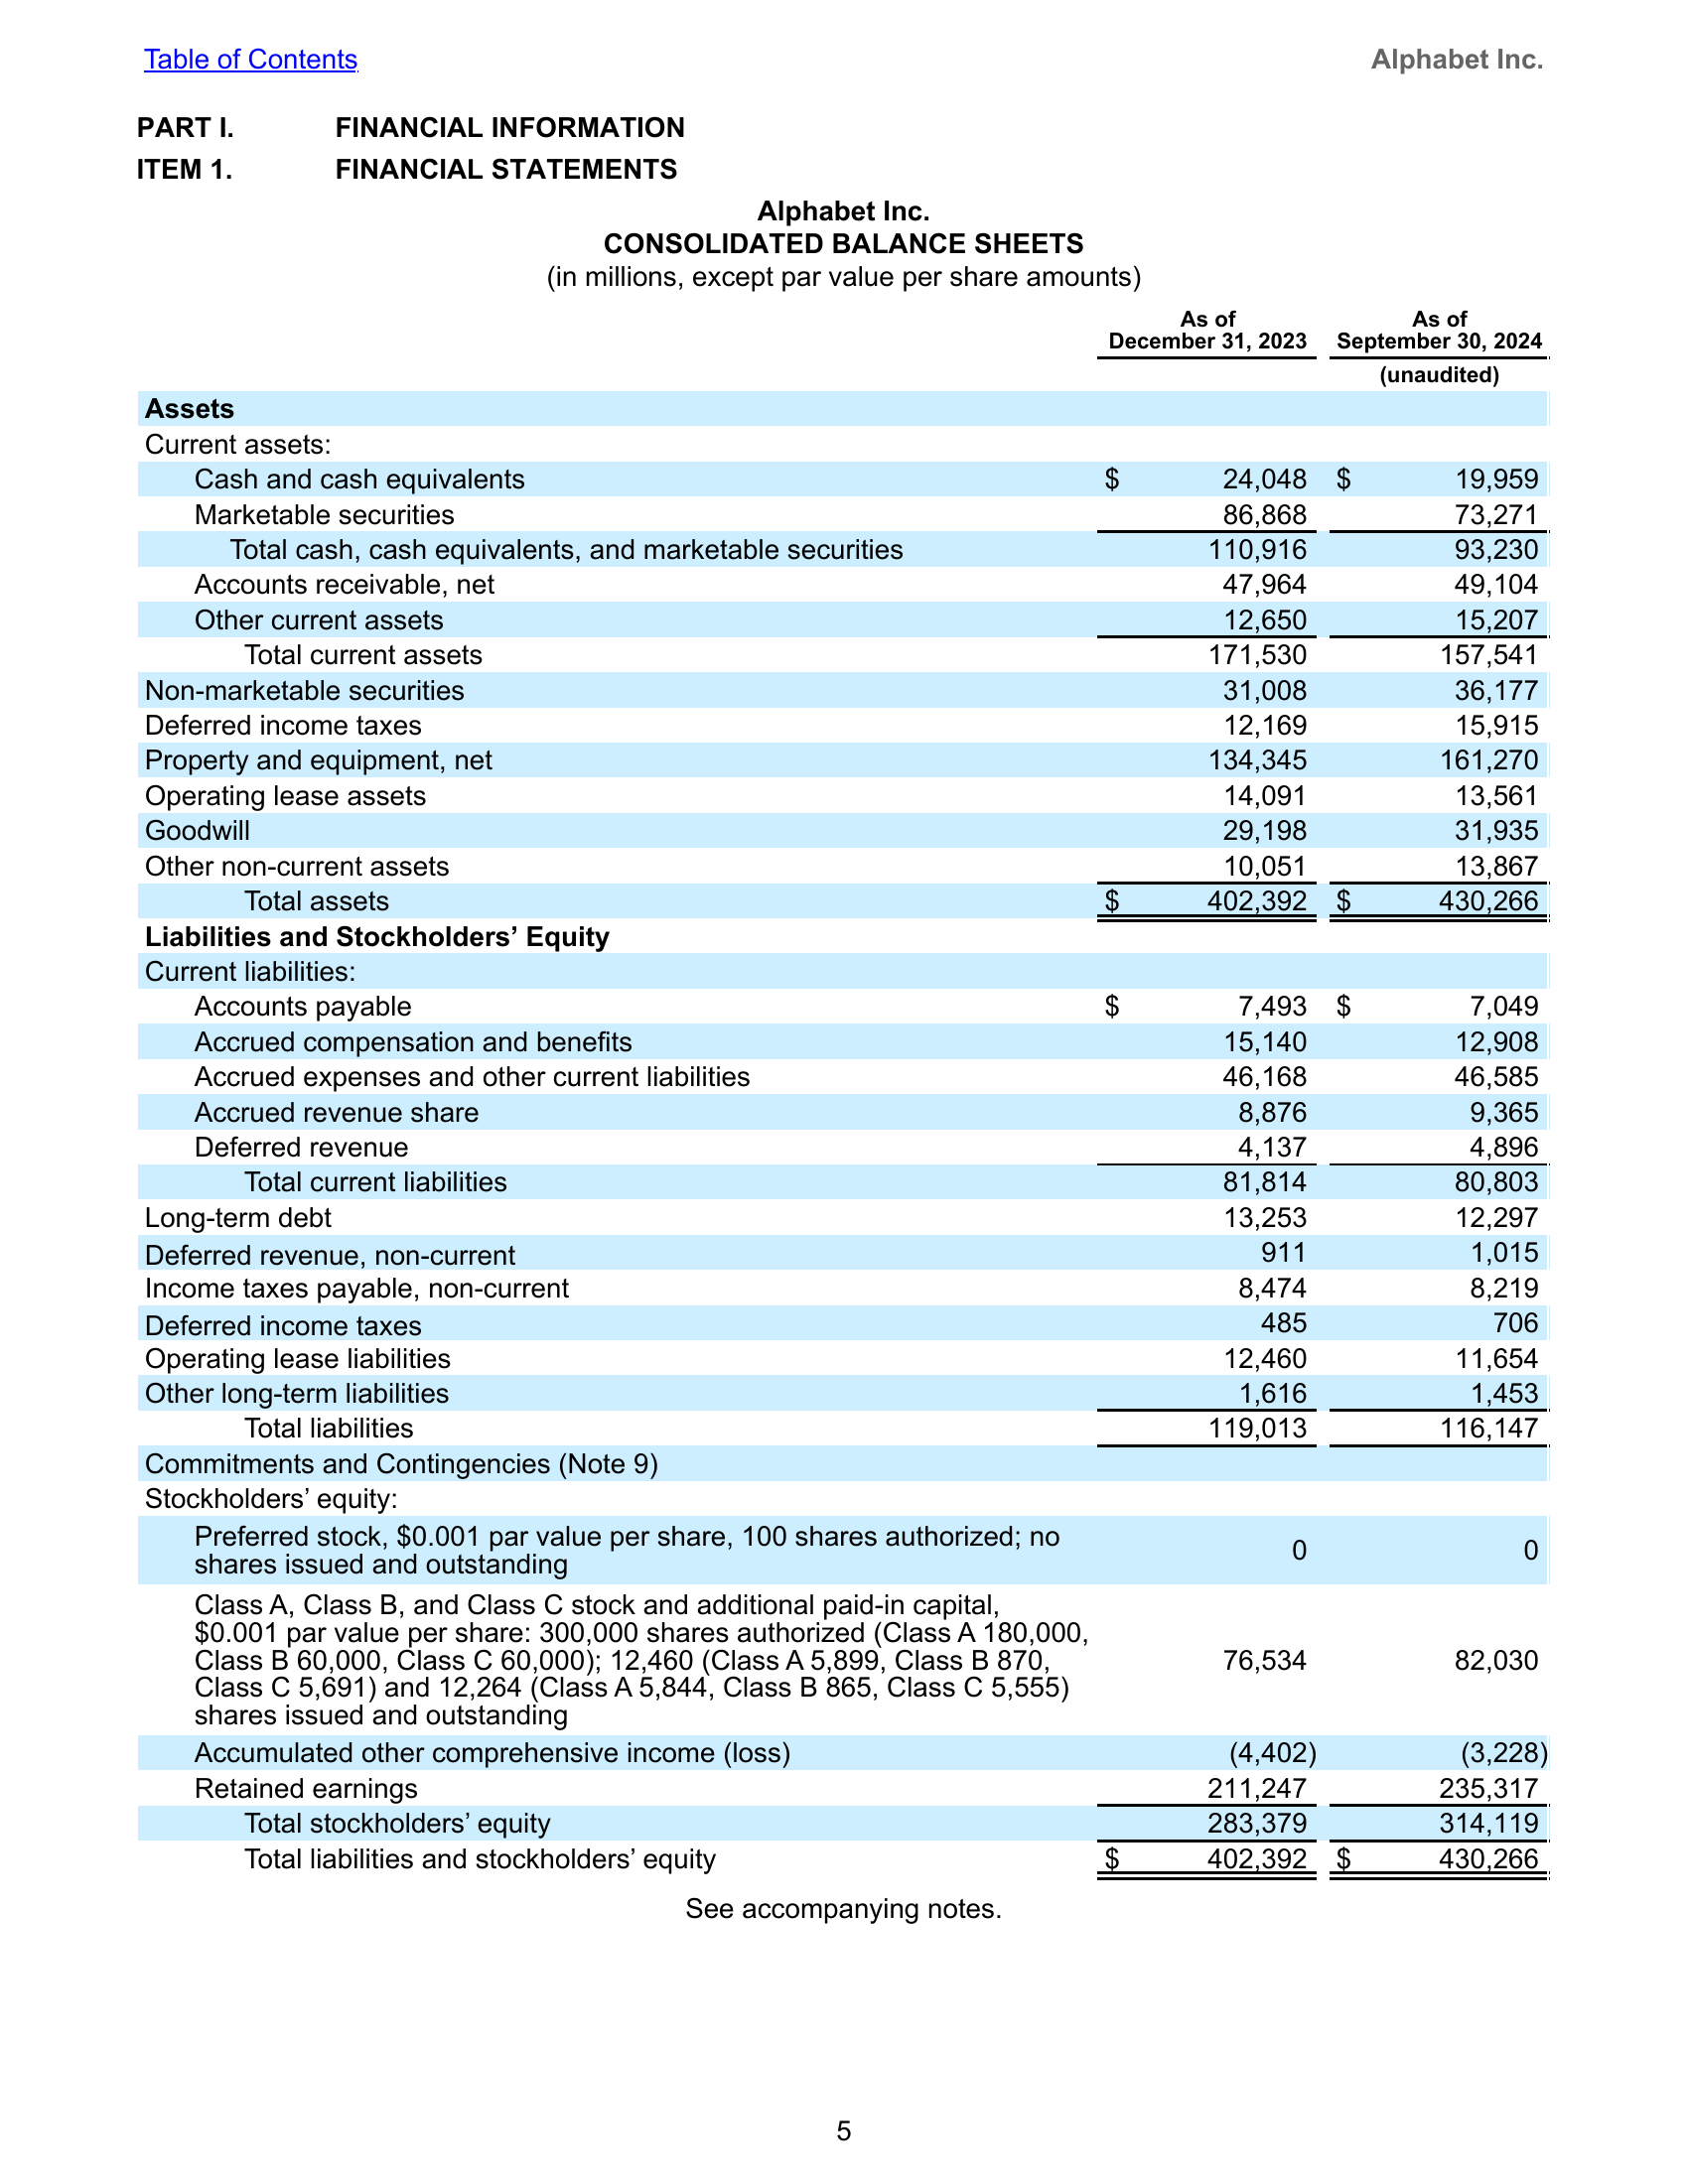 Table of Contents Alphabet Inc.
PART I. FINANCIAL INFORMATION
ITEM 1. FINANCIAL STATEMENTS
Alphabet Inc.
CONSOLIDATED BALANCE SHEETS
(in millions, except par value per share amounts)
As of December 31, 2023 As of September 30, 2024
(unaudited)
Assets
Current assets:
Cash and cash equivalents $ 24,048 $ 19,959
Marketable securities 86,868 73,271
Total cash, cash equivalents, and marketable securities 110,916 93,230
Accounts receivable, net 47,964 49,104
Other current assets 12,650 15,207
Total current assets 171,530 157,541
Non-marketable securities 31,008 36,177
Deferred income taxes 12,169 15,915
Property and equipment, net 134,345 161,270
Operating lease assets 14,091 13,561
Goodwill 29,198 31,935
Other non-current assets 10,051 13,867
Total assets $ 402,392 $ 430,266
Liabilities and Stockholders’ Equity
Current liabilities:
Accounts payable $ 7,493 $ 7,049
Accrued compensation and benefits 15,140 12,908
Accrued expenses and other current liabilities 46,168 46,585
Accrued revenue share 8,876 9,365
Deferred revenue 4,137 4,896
Total current liabilities 81,814 80,803
Long-term debt 13,253 12,297
Deferred revenue, non-current 911 1,015
Income taxes payable, non-current 8,474 8,219
Deferred income taxes 485 706
Operating lease liabilities 12,460 11,654
Other long-term liabilities 1,616 1,453
Total liabilities 119,013 116,147
Commitments and Contingencies (Note 9)
Stockholders’ equity:
Preferred stock, $0.001 par value per share, 100 shares authorized; no
shares issued and outstanding 0 0
Class A, Class B, and Class C stock and additional paid-in capital,
$0.001 par value per share: 300,000 shares authorized (Class A 180,000,
Class B 60,000, Class C 60,000); 12,460 (Class A 5,899, Class B 870, 76,534 82,030
Class C 5,691) and 12,264 (Class A 5,844, Class B 865, Class C 5,555)
shares issued and outstanding
Accumulated other comprehensive income (loss) (4,402) (3,228)
Retained earnings 211,247 235,317
Total stockholders’ equity 283,379 314,119
Total liabilities and stockholders’ equity $ 402,392 $ 430,266
See accompanying notes.
5